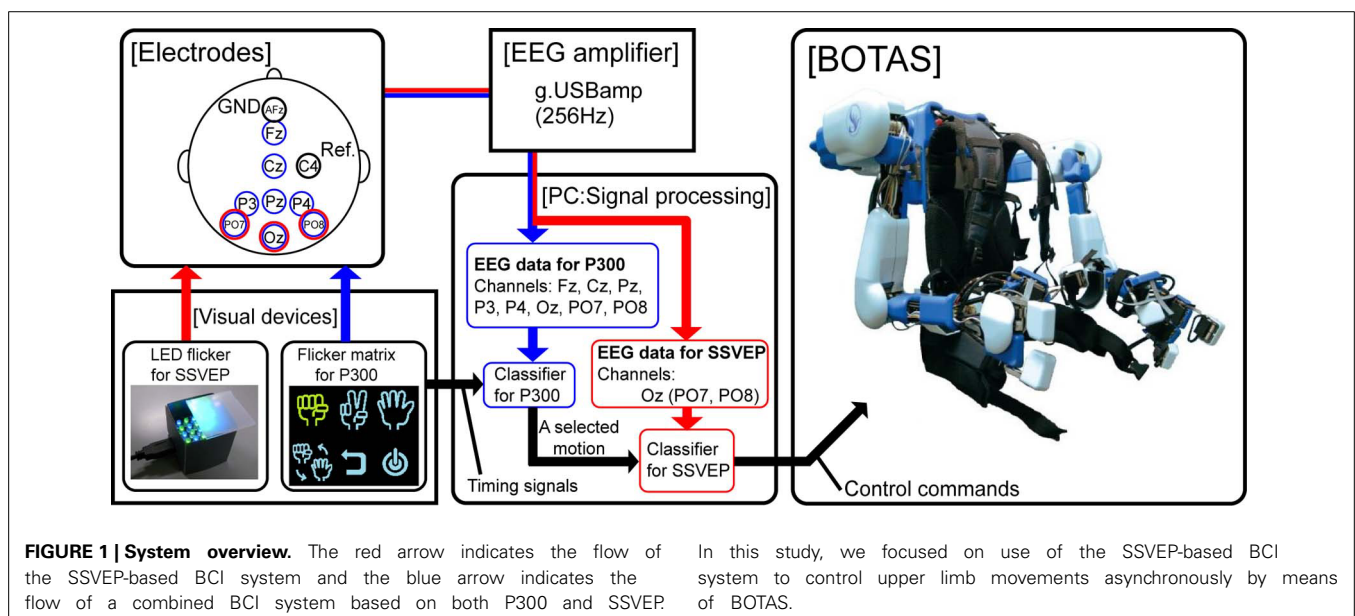 [Electrodes]
GND
AFz
Fz
Ref.
Cz
C4
P3
Pz
P4
PO7
PO8
Oz
[EEG amplifier]
g.USBamp
(256Hz)
[Visual devices]
LED flicker
for SSVEP
Flicker matrix
for P300
[PC:Signal processing]
EEG data for P300
Channels: Fz, Cz, Pz,
P3, P4, Oz, PO7, PO8
Classifier
for P300
EEG data for SSVEP
Channels:
Oz (PO7, PO8)
A selected
motion
Classifier
for SSVEP
Timing signals
Control commands
[BOTAS]
FIGURE 1 | System overview. The red arrow indicates the flow of
the SSVEP-based BCI system and the blue arrow indicates the
flow of a combined BCI system based on both P300 and SSVEP.
In this study, we focused on use of the SSVEP-based BCI
system to control upper limb movements asynchronously by means
of BOTAS.